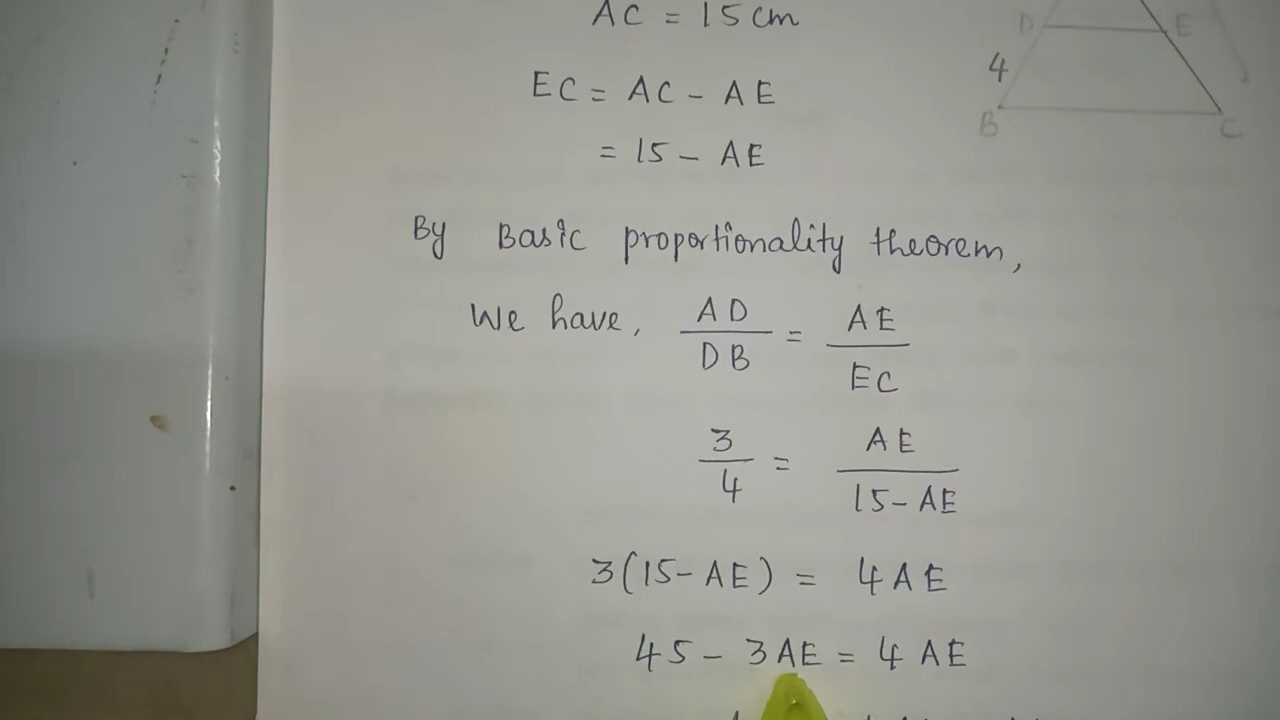 AC = 15 cm
D E
4
B C
EC = AC - AE
= 15 - AE
By Basic proportionality theorem,
We have, AD/DB = AE/EC
3/4 = AE/15-AE
3(15-AE) = 4AE
45 - 3AE = 4AE